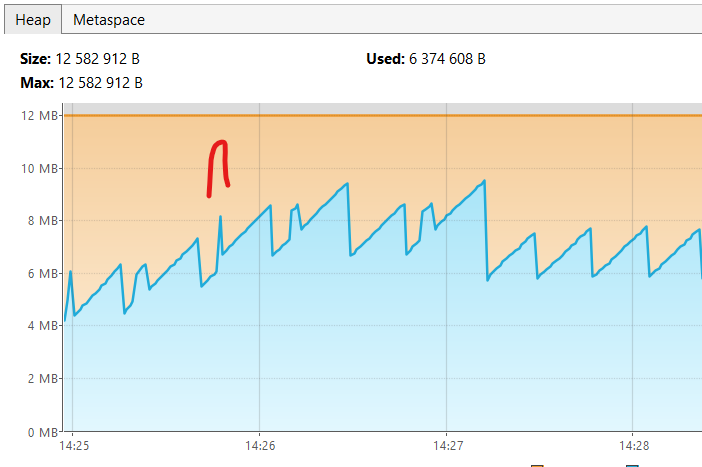 Heap Metaspace
Size: 12 582 912 B Used: 6 374 608 B
Max: 12 582 912 B
12 MB
10 MB
8 MB
6 MB
4 MB
2 MB
0 MB
14:25 14:26 14:27 14:28